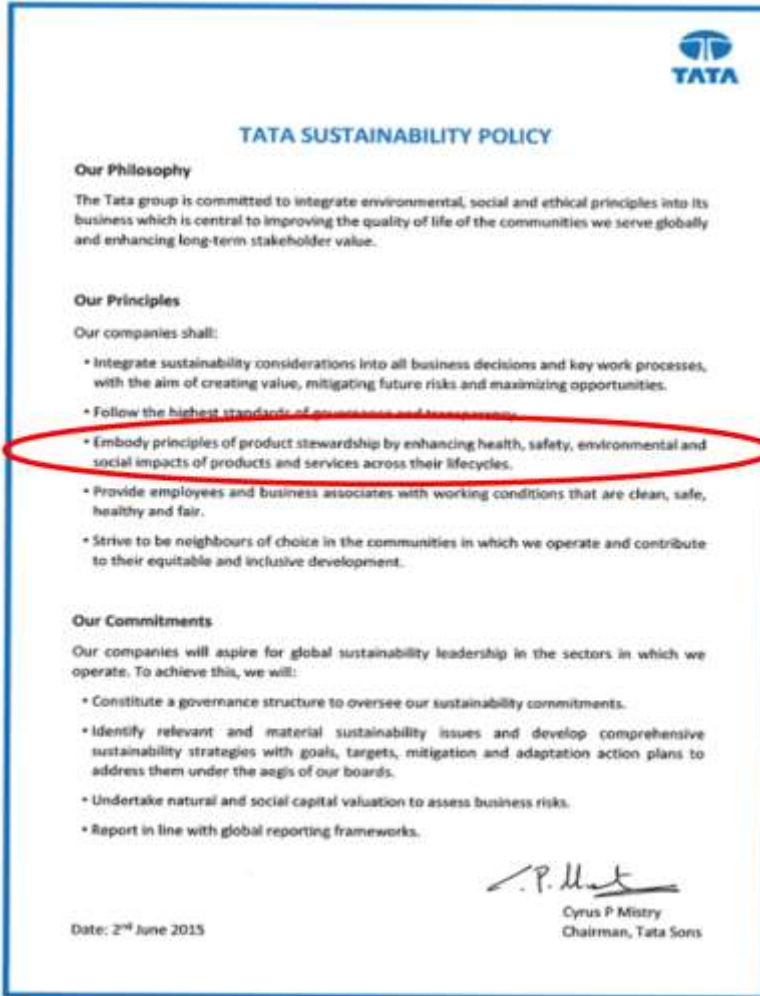 TATA
TATA SUSTAINABILITY POLICY
Our Philosophy
The Tata group is committed to integrate environmental, social and ethical principles into its
business which is central to improving the quality of life of the communities we serve globally
and enhancing long-term stakeholder value.
Our Principles
Our companies shall:
• Integrate sustainability considerations into all business decisions and key work processes,
with the aim of creating value, mitigating future risks and maximizing opportunities.
• Follow the highest standards of governance and transparency.
• Embody principles of product stewardship by enhancing health, safety, environmental and
social impacts of products and services across their lifecycles.
• Provide employees and business associates with working conditions that are clean, safe,
healthy and fair.
• Strive to be neighbours of choice in the communities in which we operate and contribute
to their equitable and inclusive development.
Our Commitments
Our companies will aspire for global sustainability leadership in the sectors in which we
operate. To achieve this, we will:
• Constitute a governance structure to oversee our sustainability commitments.
• Identify relevant and material sustainability issues and develop comprehensive
sustainability strategies with goals, targets, mitigation and adaptation action plans to
address them under the aegis of our boards.
• Undertake natural and social capital valuation to assess business risks.
• Report in line with global reporting frameworks.
Cyrus P Mistry
Date: 2nd June 2015
Chairman, Tata Sons